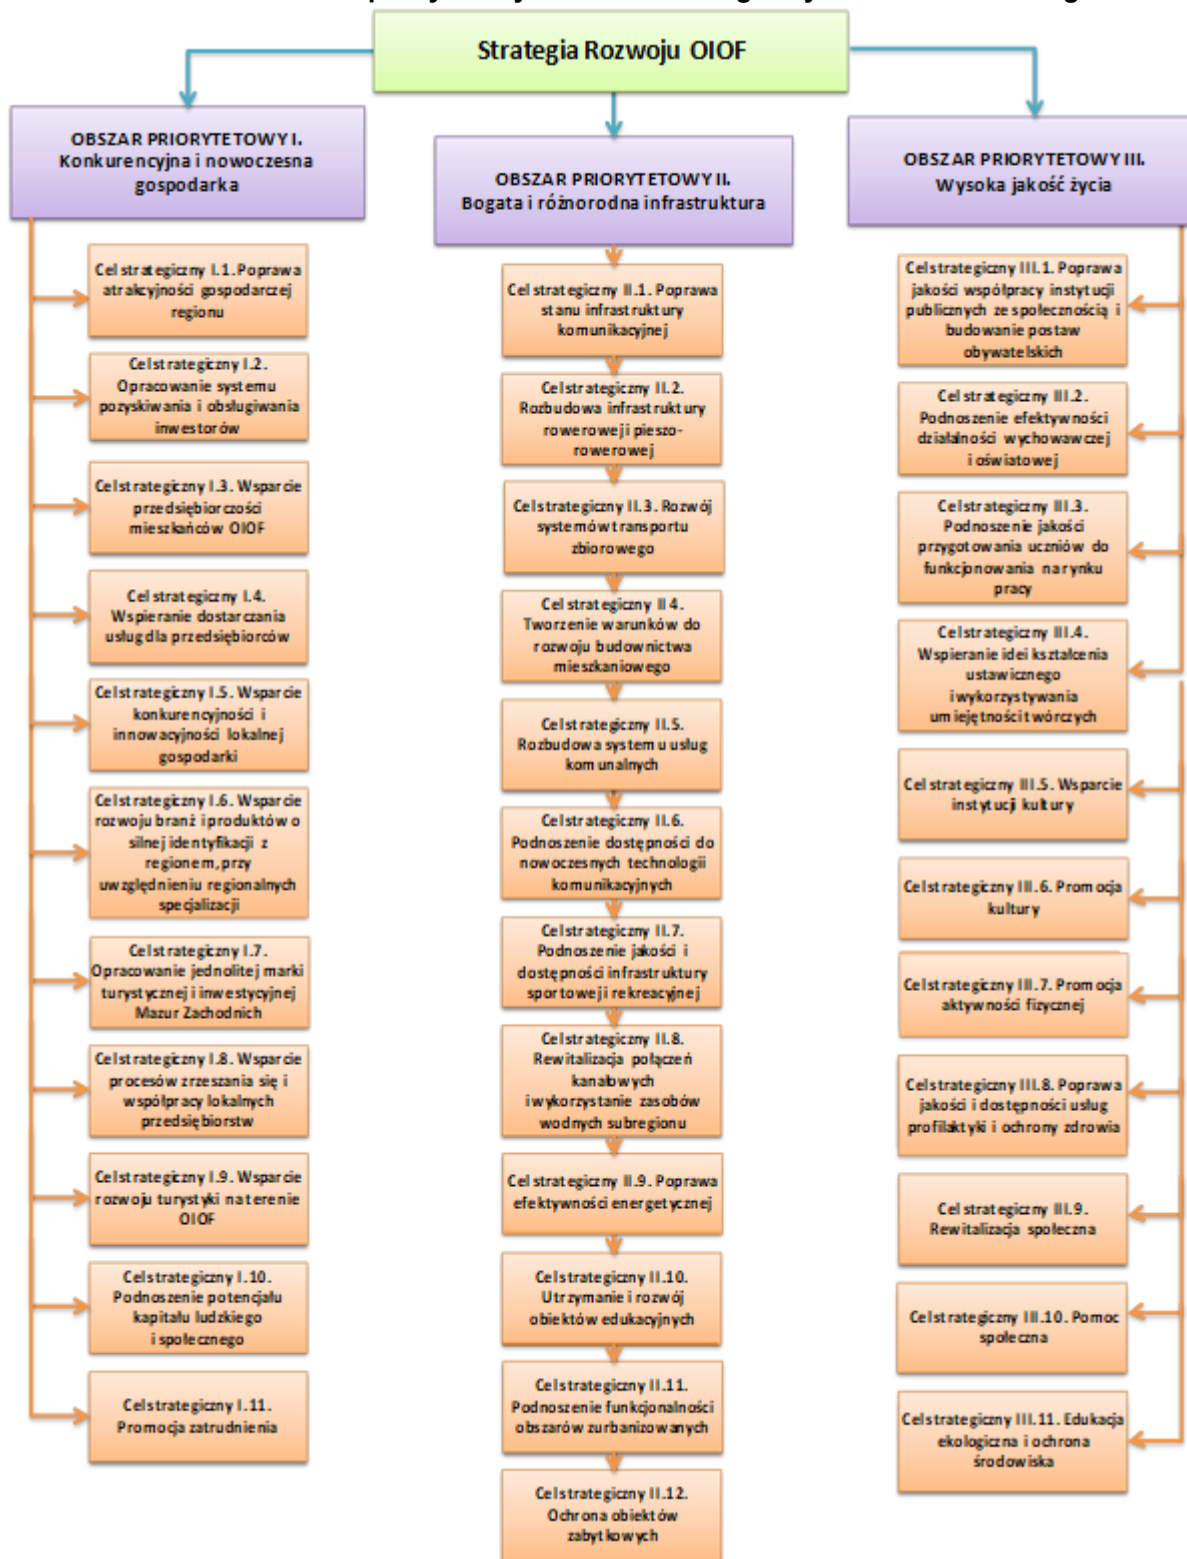 Strategia Rozwoju OIOF
OBSZAR PRIORYTETOWY I.
Konkurencyjna i nowoczesna
gospodarka
Cel strategiczny I.1. Poprawa
atrakcyjności gospodarczej
regionu
Cel strategiczny I.2.
Opracowanie systemu
pozyskiwania i obsługiwania
inwestorów
Cel strategiczny I.3. Wsparcie
przedsiębiorczości
mieszkańców OIOF
Cel strategiczny I.4.
Wspieranie dostarczania
usług dla przedsiębiorców
Cel strategiczny I.5. Wsparcie
konkurencyjności i
innowacyjności lokalnej
gospodarki
Cel strategiczny I.6. Wsparcie
rozwoju branż i produktów o
silnej identyfikacji z
regionem, przy
uwzględnieniu regionalnych
specjalizacji
Cel strategiczny I.7.
Opracowanie jednolitej marki
turystycznej i inwestycyjnej
Mazur Zachodnich
Cel strategiczny I.8. Wsparcie
procesów zrzeszania się i
współpracy lokalnych
przedsiębiorstw
Cel strategiczny I.9. Wsparcie
rozwoju turystyki na terenie
OIOF
Cel strategiczny I.10.
Podnoszenie potencjału
kapitału ludzkiego
i społecznego
Cel strategiczny I.11.
Promocja zatrudnienia
OBSZAR PRIORYTETOWY II.
Bogata i różnorodna infrastruktura
Cel strategiczny II.1. Poprawa
stanu infrastruktury
komunikacyjnej
Cel strategiczny II.2.
Rozbudowa infrastruktury
rowerowej i pieszo-
rowerowej
Cel strategiczny II.3. Rozwój
systemów transportu
zbiorowego
Cel strategiczny II 4.
Tworzenie warunków do
rozwoju budownictwa
mieszkaniowego
Cel strategiczny II.5.
Rozbudowa systemu usług
komunalnych
Cel strategiczny II.6.
Podnoszenie dostępności do
nowoczesnych technologii
komunikacyjnych
Cel strategiczny II.7.
Podnoszenie jakości i
dostępności infrastruktury
sportowej i rekreacyjnej
Cel strategiczny II.8.
Rewitalizacja połączeń
kanałowych
i wykorzystanie zasobów
wodnych subregionu
Cel strategiczny II.9. Poprawa
efektywności energetycznej
Cel strategiczny II.10.
Utrzymanie i rozwój
obiektów edukacyjnych
Cel strategiczny II.11.
Podnoszenie funkcjonalności
obszarów zurbanizowanych
Cel strategiczny II.12.
Ochrona obiektów
zabytkowych
OBSZAR PRIORYTETOWY III.
Wysoka jakość życia
Cel strategiczny III.1. Poprawa
jakości współpracy instytucji
publicznych ze społecznością i
budowanie postaw
obywatelskich
Cel strategiczny III.2.
Podnoszenie efektywności
działalności wychowawczej
i oświatowej
Cel strategiczny III.3.
Podnoszenie jakości
przygotowania uczniów do
funkcjonowania na rynku
pracy
Cel strategiczny III.4.
Wspieranie idei kształcenia
ustawicznego
i wykorzystywania
umiejętności twórczych
Cel strategiczny III.5. Wsparcie
instytucji kultury
Cel strategiczny III.6. Promocja
kultury
Cel strategiczny III.7. Promocja
aktywności fizycznej
Cel strategiczny III.8. Poprawa
jakości i dostępności usług
profilaktyki i ochrony zdrowia
Cel strategiczny III.9.
Rewitalizacja społeczna
Cel strategiczny III.10. Pomoc
społeczna
Cel strategiczny III.11. Edukacja
ekologiczna i ochrona
środowiska